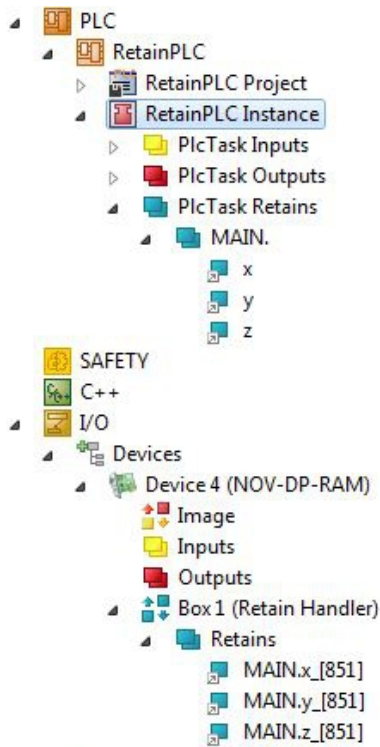 PLC
RetainPLC
RetainPLC Project
RetainPLC Instance
PlcTask Inputs
PlcTask Outputs
PlcTask Retains
MAIN.
x
y
z
SAFETY
C++
I/O
Devices
Device 4 (NOV-DP-RAM)
Image
Inputs
Outputs
Box 1 (Retain Handler)
Retains
MAIN.x_[851]
MAIN.y_[851]
MAIN.z_[851]